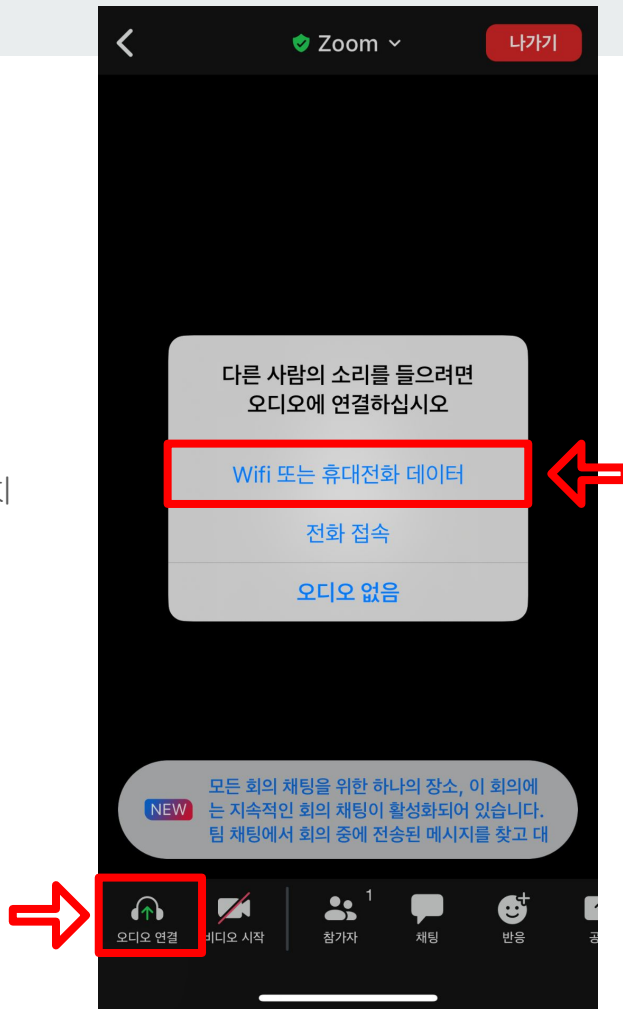 Zoom
나가기
다른 사람의 소리를 들으려면
오디오에 연결하십시오
Wifi 또는 휴대전화 데이터
전화 접속
오디오 없음
NEW
모든 회의 채팅을 위한 하나의 장소, 이 회의에
는 지속적인 회의 채팅이 활성화되어 있습니다.
팀 채팅에서 회의 중에 전송된 메시지를 찾고 대
1
오디오 연결
비디오 시작
참가자
채팅
반응